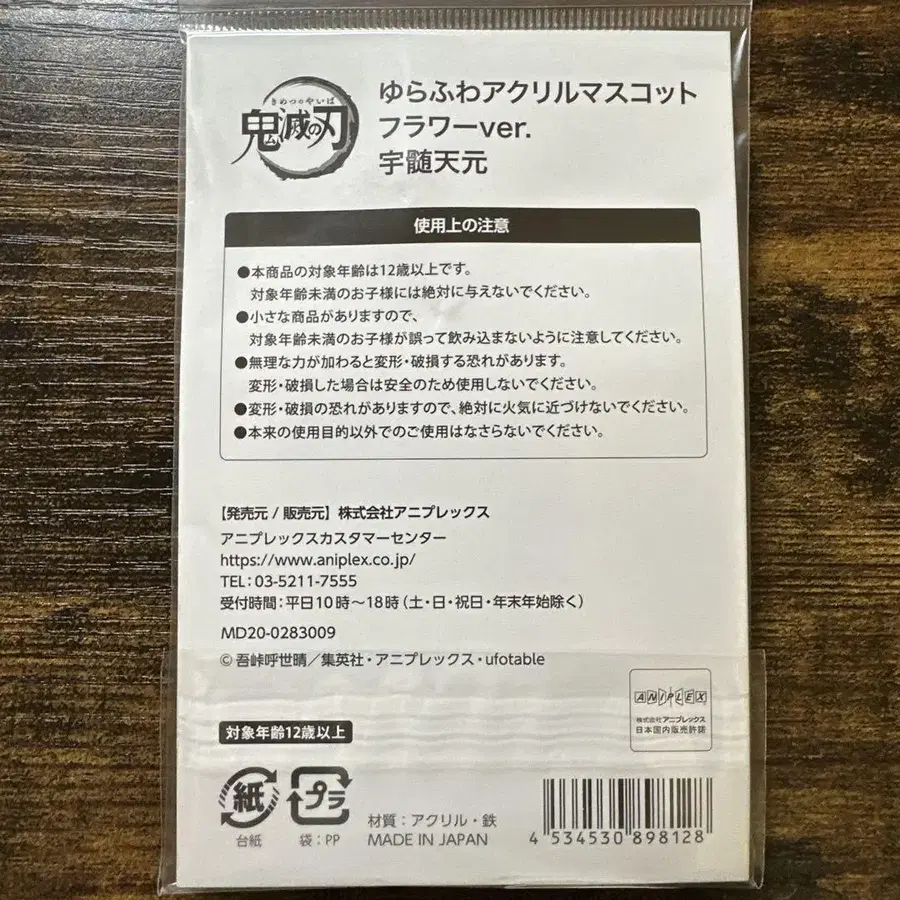 きめつのやいば
鬼滅の刃
ゆらふわアクリルマスコット
フラワーver.
宇髄天元
使用上の注意
●本商品の対象年齢は12歳以上です。
対象年齢未満のお子様には絶対に与えないでください。
●小さな商品がありますので、
対象年齢未満のお子様が誤って飲み込まないように注意してください。
●無理な力が加わると変形・破損する恐れがあります。
変形・破損した場合は安全のため使用しないでください。
●変形・破損の恐れがありますので、絶対に火気に近づけないでください。
●本来の使用目的以外でのご使用はなさらないでください。
【発売元 / 販売元】株式会社アニプレックス
アニプレックスカスタマーセンター
https://www.aniplex.co.jp/
TEL：03-5211-7555
受付時間：平日10時～18時（土・日・祝日・年末年始除く）
MD20-0283009
©吾峠呼世晴／集英社・アニプレックス・ufotable
ANIPLEX
株式会社アニプレックス
日本国内販売許諾
対象年齢12歳以上
紙
台紙
プラ
袋：PP
材質：アクリル・鉄
MADE IN JAPAN
4 534530 898128